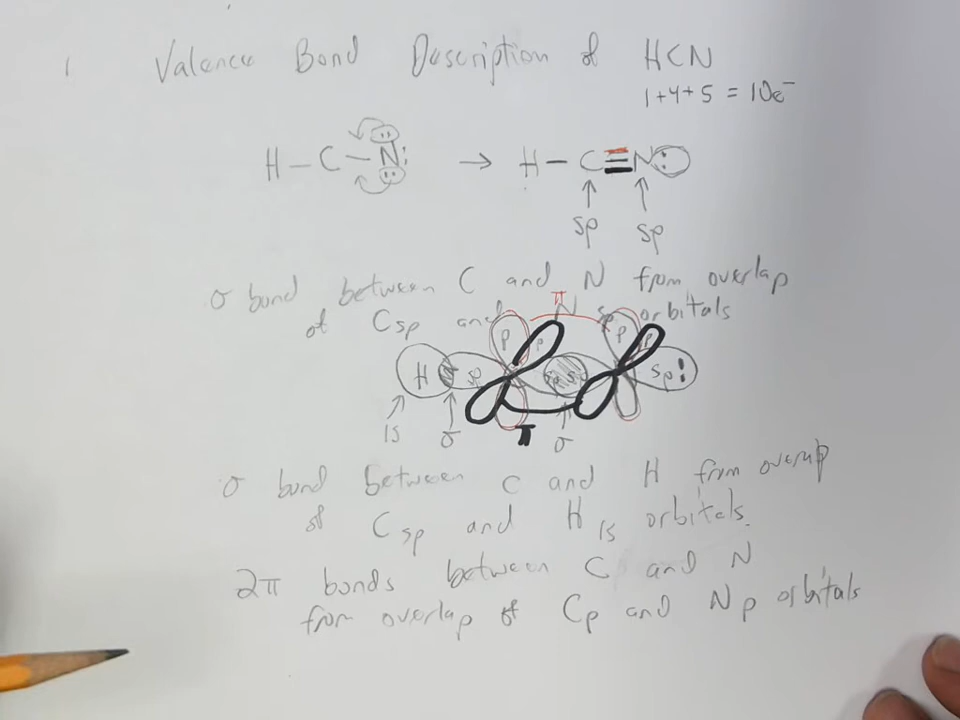 Valence Bond Description of HCN
1+4+5 = 10e⁻
H – C – N: → H – C ≡ N:
sp sp
σ bond between C and N from overlap
of Csp and Nsp orbitals
π
p p p p
H sp sp sp sp:
1s σ π σ
σ bond between C and H from overlap
of Csp and H1s orbitals.
2π bonds between C and N
from overlap of Cp and Np orbitals